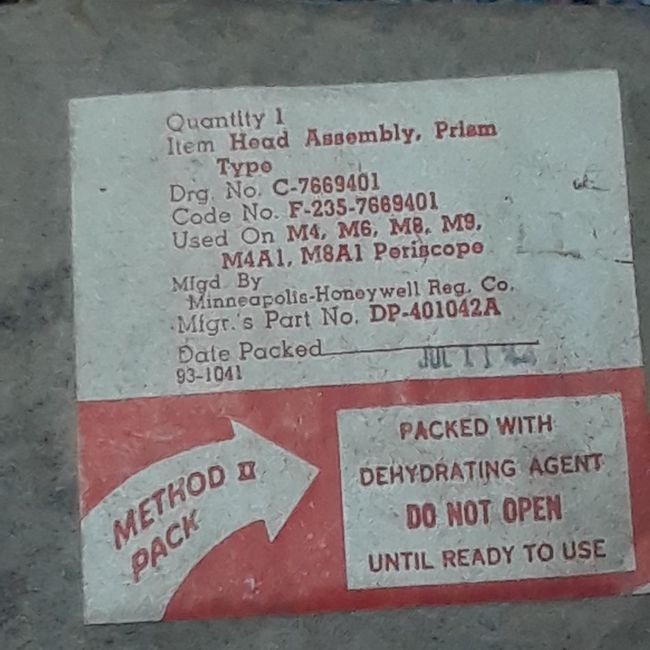 Quantity 1
Item Head Assembly, Prism
Type
Drg. No. C-7669401
Code No. F-235-7669401
Used On M4, M6, M8, M9,
M4A1, M8A1 Periscope
Mfgd By
Minneapolis-Honeywell Reg. Co.
Mfgr.'s Part No. DP-401042A
Date Packed JUL 11
93-1041
METHOD II
PACK
PACKED WITH
DEHYDRATING AGENT
DO NOT OPEN
UNTIL READY TO USE